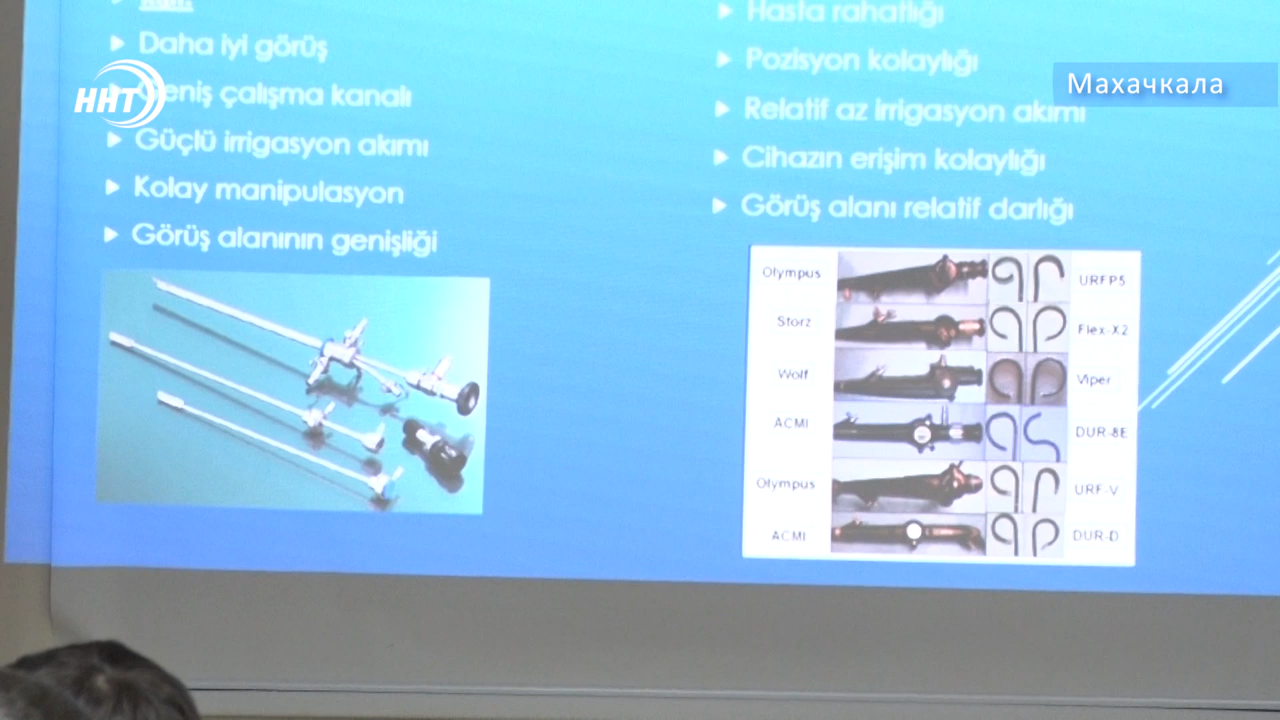 Daha iyi görüş
Geniş çalışma kanalı
Güçlü irrigasyon akımı
Kolay manipulasyon
Görüş alanının genişliği
Hasta rahatlığı
Pozisyon kolaylığı
Relatif az irrigasyon akımı
Cihazın erişim kolaylığı
Görüş alanı relatif darlığı
Olympus URFP5
Storz Flex-X2
Wolf Viper
ACMI DUR-8E
Olympus URF-V
ACMI DUR-D
ННТ
Махачкала